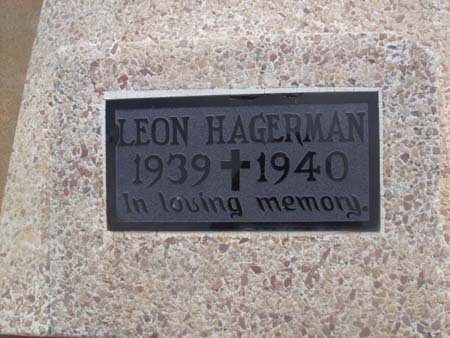 LEON HAGERMAN
1939 ✝ 1940
In loving memory.